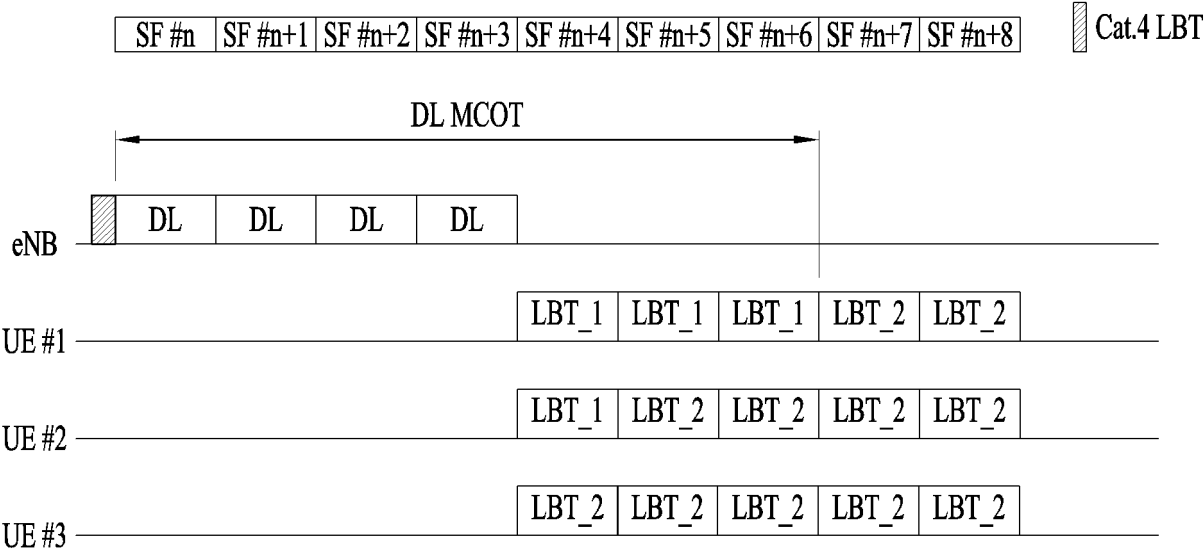 SF #n SF #n+1 SF #n+2 SF #n+3 SF #n+4 SF #n+5 SF #n+6 SF #n+7 SF #n+8 Cat.4 LBT
DL MCOT
eNB DL DL DL DL
UE #1 LBT_1 LBT_1 LBT_1 LBT_2 LBT_2
UE #2 LBT_1 LBT_2 LBT_2 LBT_2 LBT_2
UE #3 LBT_2 LBT_2 LBT_2 LBT_2 LBT_2